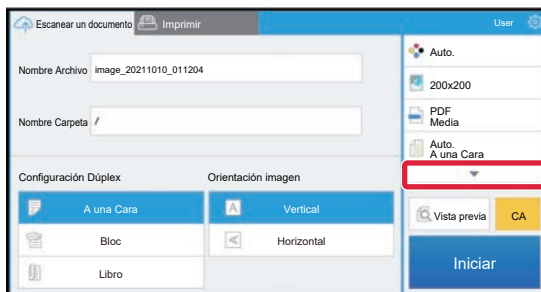 Escanear un documento
Imprimir
User
Nombre Archivo
image_20211010_011204
Nombre Carpeta
/
Configuración Dúplex
Orientación imagen
A una Cara
A
Vertical
Bloc
Horizontal
Libro
Auto.
200x200
PDF
Media
Auto.
A una Cara
Vista previa
CA
Iniciar